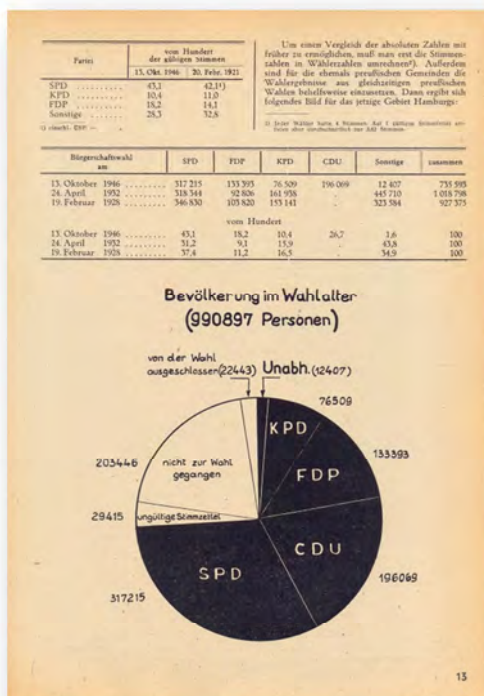 Partei
vom Hundert
der gültigen Stimmen
13. Okt. 1946 20. Febr. 1921
SPD .......... 43,1 42,1¹)
KPD .......... 10,4 11,0
FDP .......... 18,2 14,1
Sonstige ....... 28,3 32,8
Um einen Vergleich der absoluten Zahlen mit
früher zu ermöglichen, muß man erst die Stimmen-
zahlen in Wählerzahlen umrechnen²). Außerdem
sind für die ehemals preußischen Gemeinden die
Wahlergebnisse aus gleichzeitigen preußischen
Wahlen behelfsweise einzusetzen. Dann ergibt sich
folgendes Bild für das jetzige Gebiet Hamburgs:
Bürgerschaftswahl
am
SPD FDP KPD CDU Sonstige zusammen
13. Oktober 1946 ......... 317 215 133 393 76 509 196 069 12 407 735 593
24. April 1932 ......... 318 344 92 806 161 958 . 445 710 1 018 798
19. Februar 1928 ......... 346 830 103 820 153 141 . 323 584 927 375
vom Hundert
13. Oktober 1946 ......... 43,1 18,2 10,4 26,7 1,6 100
24. April 1932 ......... 31,2 9,1 15,9 . 43,8 100
19. Februar 1928 ......... 37,4 11,2 16,5 . 34,9 100
Bevölkerung im Wahlalter
(990897 Personen)
von der Wahl
ausgeschlossen (22443)
Unabh. (12407)
76509
KPD
133393
FDP
203446
nicht zur Wahl
gegangen
29415
ungültige Stimmzettel
CDU
SPD
196069
317215
13